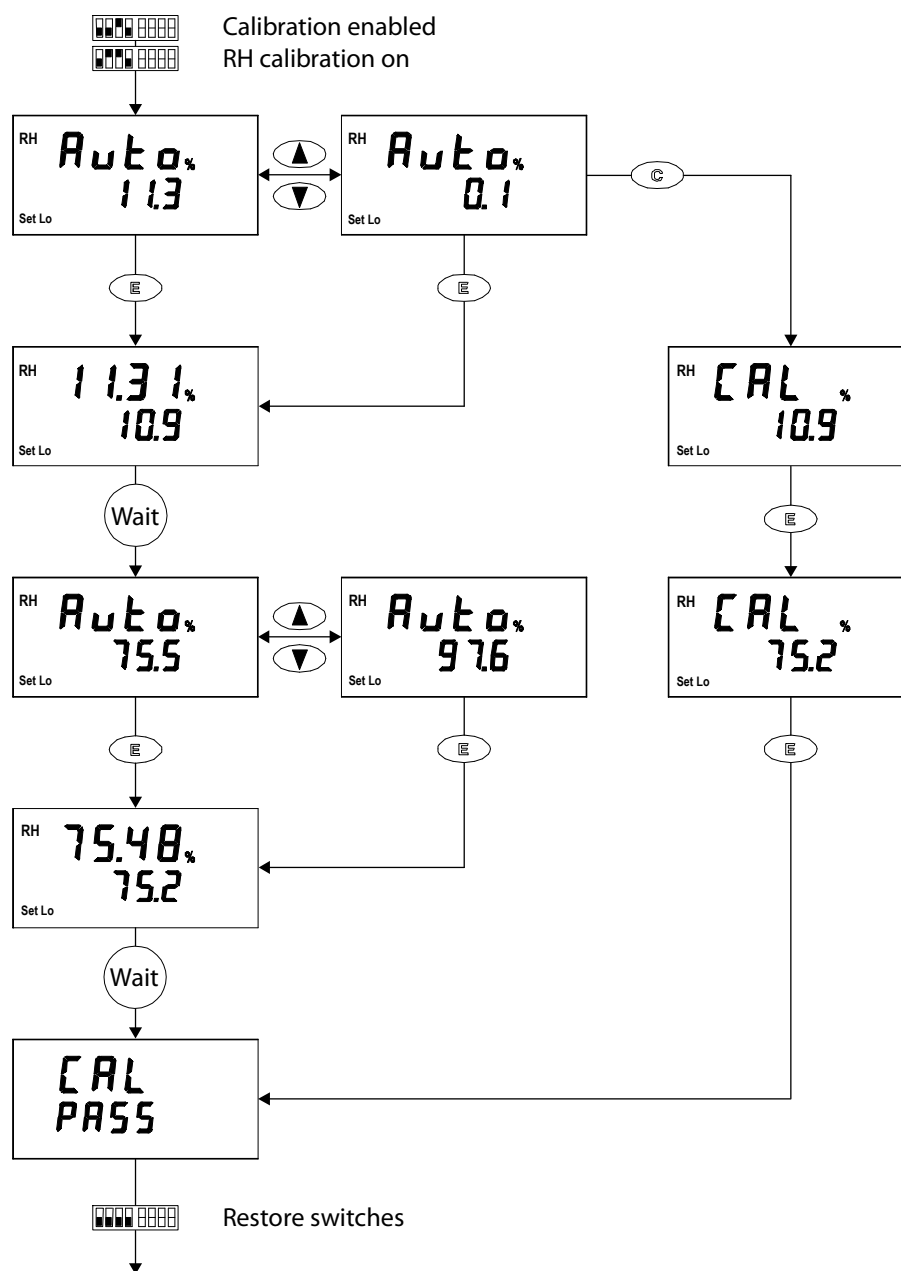 Calibration enabled
RH calibration on
RH
Auto%
11.3
Set Lo
RH
Auto%
0.1
Set Lo
C
E
E
RH
11.31%
10.9
Set Lo
RH
CAL %
10.9
Set Lo
Wait
E
RH
Auto%
75.5
Set Lo
RH
Auto%
97.6
Set Lo
RH
CAL %
75.2
Set Lo
E
E
E
RH
75.48%
75.2
Set Lo
Wait
CAL
PASS
Restore switches